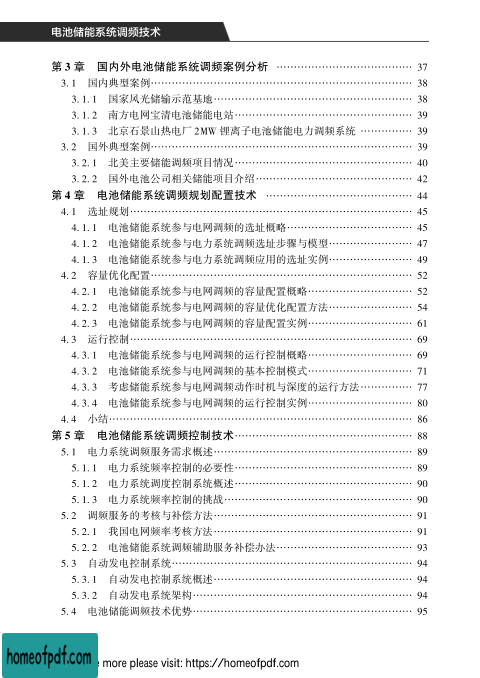 电池储能系统调频技术
第 3 章 国内外电池储能系统调频案例分析 …… 37
3. 1 国内典型案例…… 38
3. 1. 1 国家风光储输示范基地…… 38
3. 1. 2 南方电网宝清电池储能电站…… 39
3. 1. 3 北京石景山热电厂 2MW 锂离子电池储能电力调频系统 …… 39
3. 2 国外典型案例…… 39
3. 2. 1 北美主要储能调频项目情况…… 40
3. 2. 2 国外电池公司相关储能项目介绍…… 42
第 4 章 电池储能系统调频规划配置技术 …… 44
4. 1 选址规划…… 45
4. 1. 1 电池储能系统参与电网调频的选址概略…… 45
4. 1. 2 电池储能系统参与电力系统调频选址步骤与模型…… 47
4. 1. 3 电池储能系统参与电力系统调频应用的选址实例…… 49
4. 2 容量优化配置…… 52
4. 2. 1 电池储能系统参与电网调频的容量配置概略…… 52
4. 2. 2 电池储能系统参与电网调频的容量优化配置方法…… 54
4. 2. 3 电池储能系统参与电网调频的容量配置实例…… 61
4. 3 运行控制…… 69
4. 3. 1 电池储能系统参与电网调频的运行控制概略…… 69
4. 3. 2 电池储能系统参与电网调频的基本控制模式…… 71
4. 3. 3 考虑储能系统参与电网调频动作时机与深度的运行方法…… 77
4. 3. 4 电池储能系统参与电网调频的运行控制实例…… 80
4. 4 小结…… 86
第 5 章 电池储能系统调频控制技术…… 88
5. 1 电力系统调频服务需求概述…… 89
5. 1. 1 电力系统频率控制的必要性…… 89
5. 1. 2 电力系统调度控制系统概述…… 90
5. 1. 3 电力系统频率控制的挑战…… 90
5. 2 调频服务的考核与补偿方法…… 91
5. 2. 1 我国电网频率考核方法…… 91
5. 2. 2 电池储能系统调频辅助服务补偿办法…… 93
5. 3 自动发电控制系统…… 94
5. 3. 1 自动发电控制系统概述…… 94
5. 3. 2 自动发电系统架构…… 94
5. 4 电池储能调频技术优势…… 95
homeofpdf.com
more please visit: https://homeofpdf.com